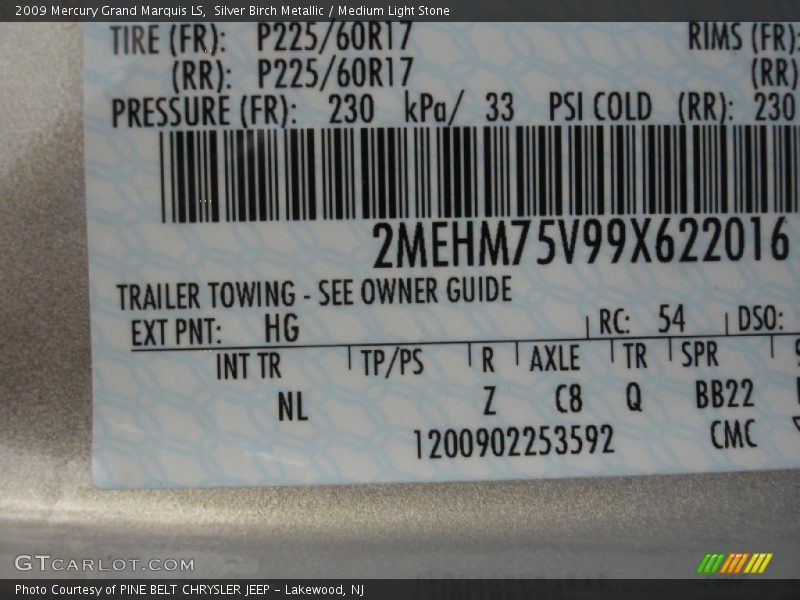 2009 Mercury Grand Marquis LS,  Silver Birch Metallic / Medium Light Stone
TIRE (FR): P225/60R17 RIMS (FR):
(RR): P225/60R17 (RR)
PRESSURE (FR): 230 kPa/ 33 PSI COLD (RR): 230
2MEHM75V99X622016
TRAILER TOWING - SEE OWNER GUIDE
EXT PNT: HG RC: 54 DSO:
INT TR TP/PS R AXLE TR SPR
NL Z C8 Q BB22
1200902253592 CMC
GTCARLOT.COM
Photo Courtesy of PINE BELT CHRYSLER JEEP - Lakewood, NJ